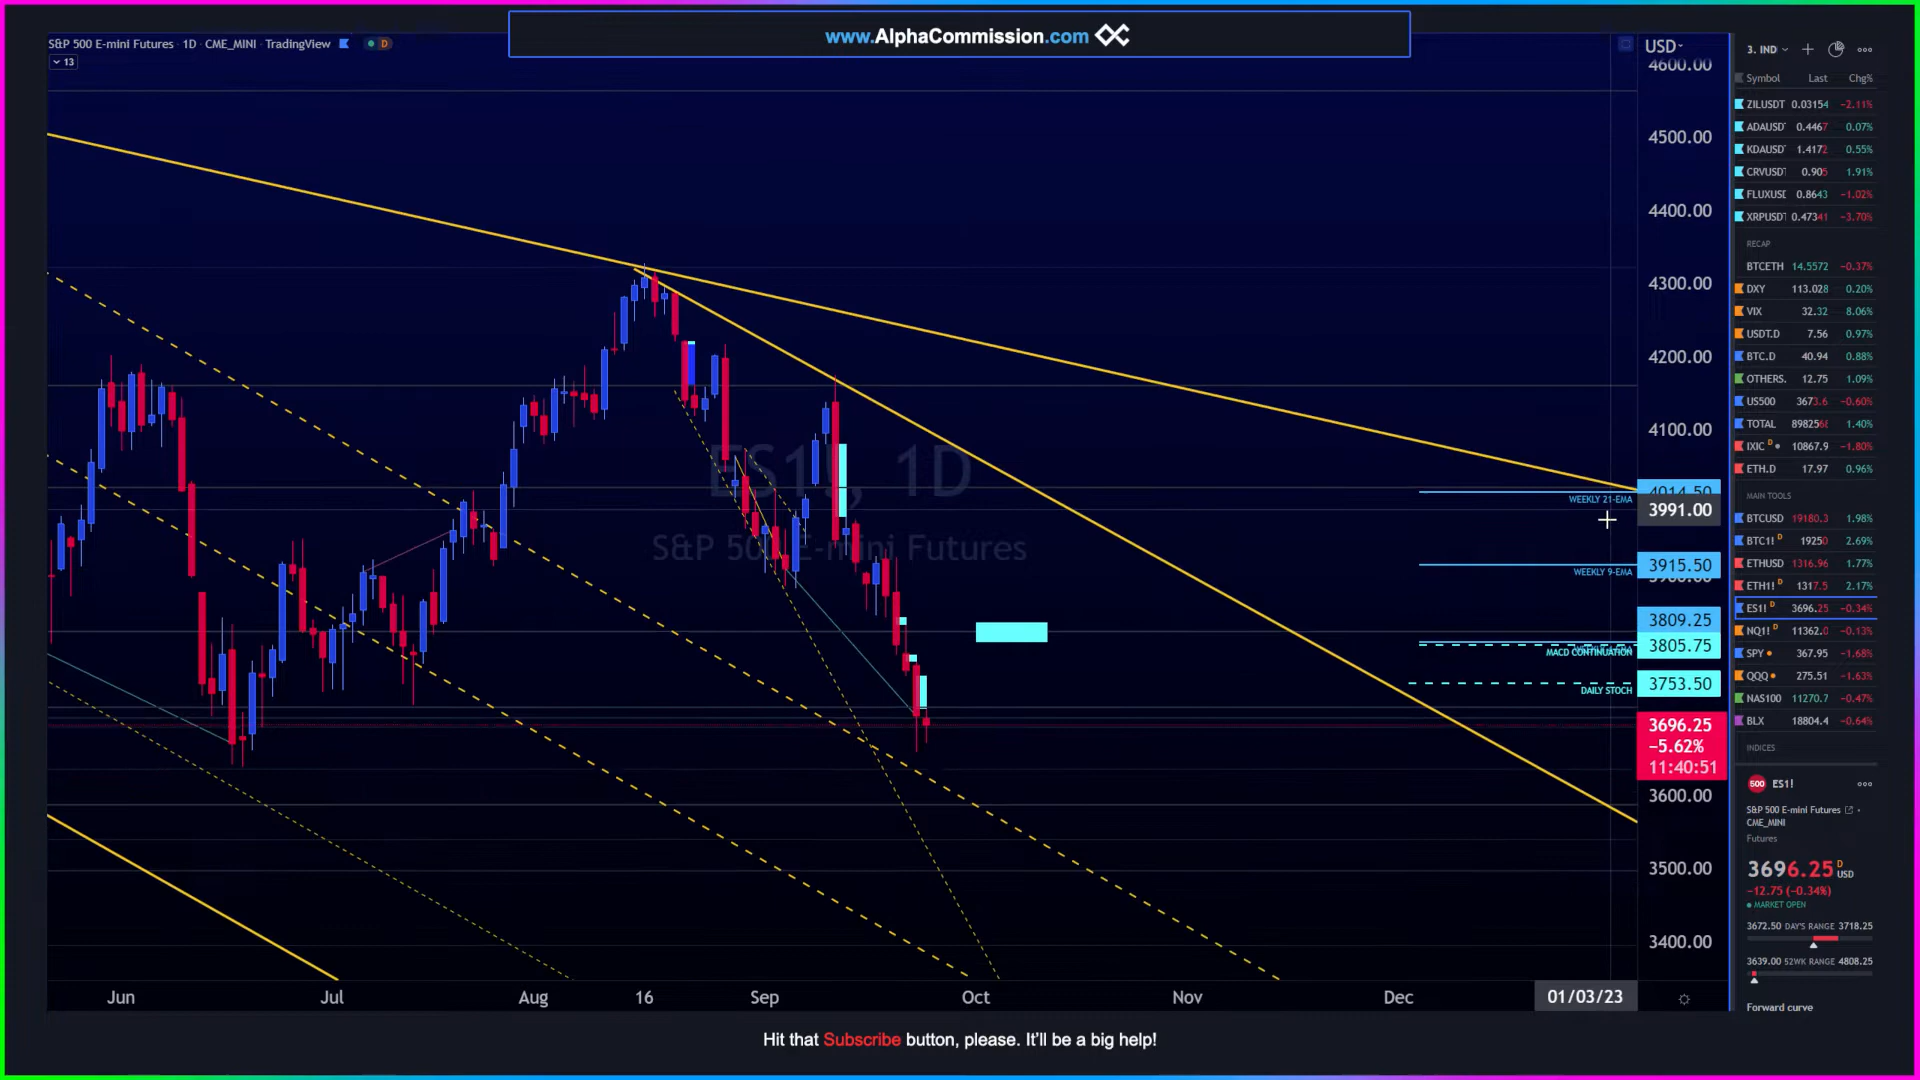 www.AlphaCommission.com
S&P 500 E-mini Futures · 1D · CME_MINI · TradingView D
13
USD
4600.00
4500.00
4400.00
4300.00
4200.00
4100.00
4014.50
3991.00
3915.50
3809.25
3805.75
3753.50
3696.25
−5.62%
11:40:51
3600.00
3500.00
3400.00
WEEKLY 21-EMA
WEEKLY 9-EMA
MACD CONTINUATION
DAILY STOCH
ES1!, 1D
S&P 500 E-mini Futures
Jun Jul Aug 16 Sep Oct Nov Dec 01/03/23
3. IND
Symbol Last Chg%
ZILUSDT 0.03154 −2.11%
ADAUSD 0.4467 0.07%
KDAUSD 1.4172 0.55%
CRVUSD 0.905 1.91%
FLUXUSD 0.8643 −1.02%
XRPUSD 0.47341 −3.70%
RECAP
BTCETH 14.5572 −0.37%
DXY 113.028 0.20%
VIX 32.32 8.06%
USDT.D 7.56 0.97%
BTC.D 40.94 0.88%
OTHERS. 12.75 1.09%
US500 3673.6 −0.60%
TOTAL 1.40%
IXIC D 10867.9 −1.80%
ETH.D 17.97 0.96%
MAIN TOOLS
BTCUSD 19180.3 1.98%
BTC1! D 19250 2.69%
ETHUSD 1316.96 1.77%
ETH1! D 1317.5 2.17%
ES1! D 3696.25 −0.34%
NQ1! D 11362.0 −0.13%
SPY 367.95 −1.68%
QQQ 275.51 −1.63%
NAS100 11270.7 −0.47%
BLX 18804.4 −0.64%
INDICES
500 ES1!
S&P 500 E-mini Futures
CME_MINI
Futures
3696.25 D USD
−12.75 (−0.34%)
MARKET OPEN
3672.50 DAY'S RANGE 3718.25
3639.00 52WK RANGE 4808.25
Forward curve
Hit that Subscribe button, please. It'll be a big help!